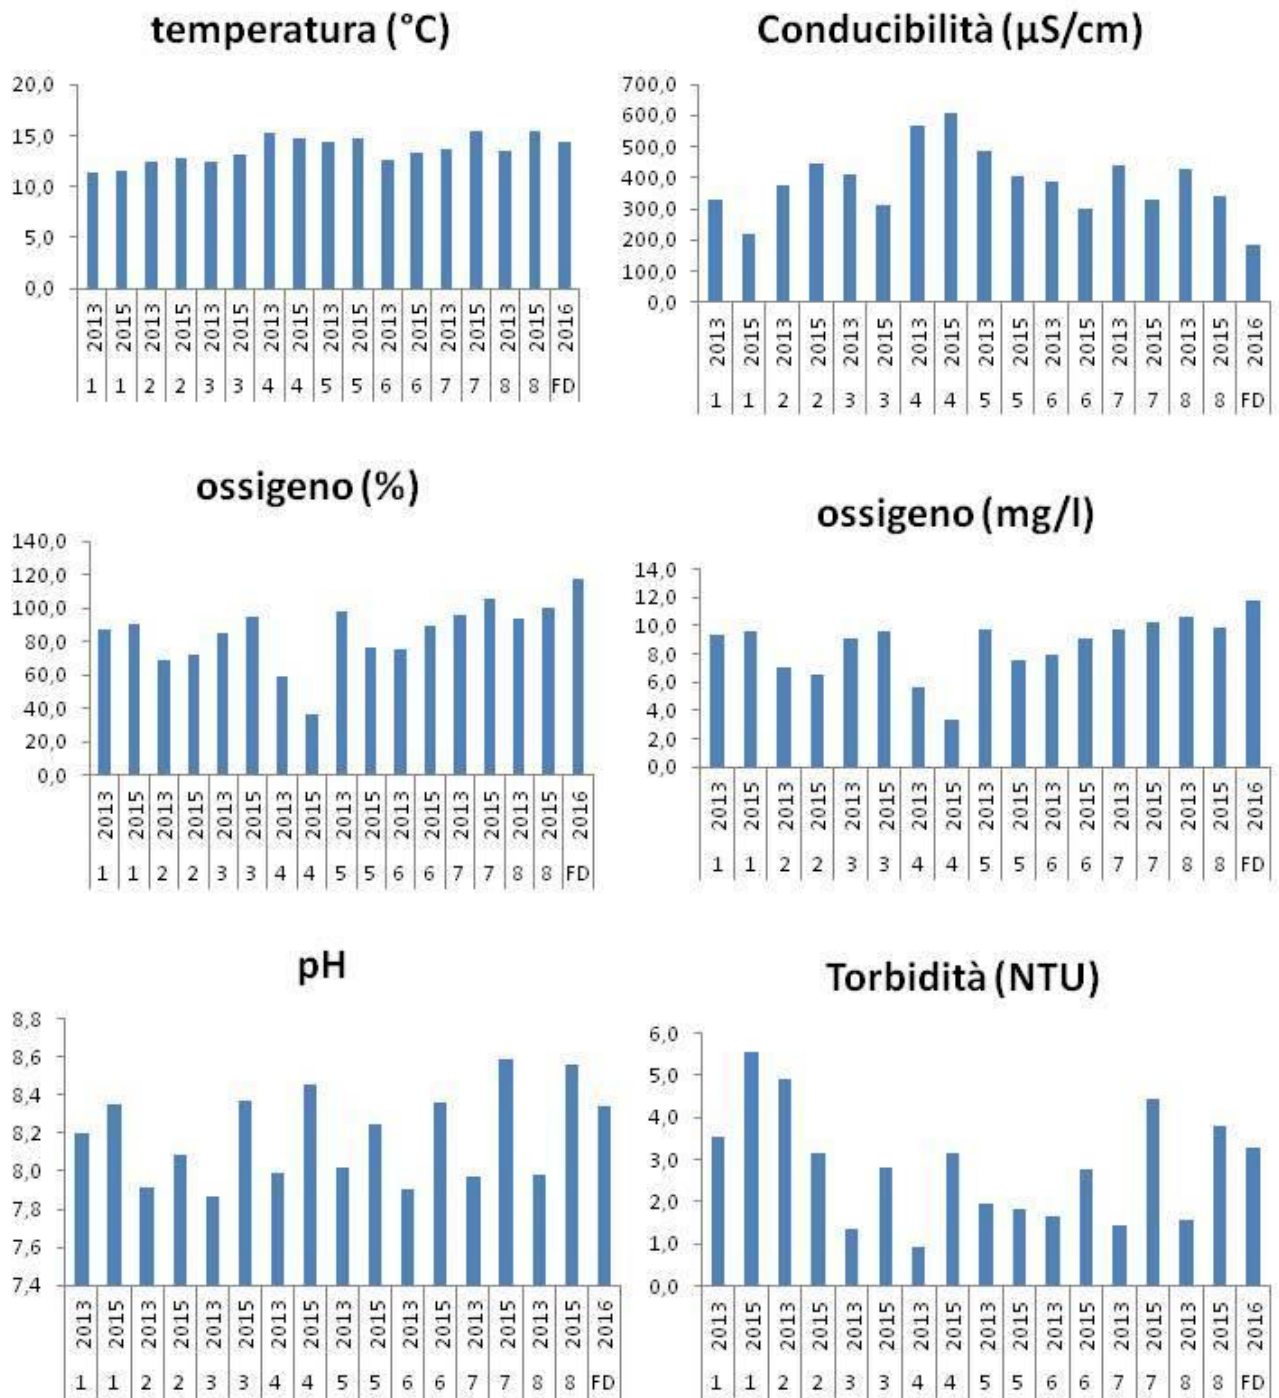 temperatura (°C)
20,0
15,0
10,0
5,0
0,0
2013 2015 2013 2015 2013 2015 2013 2015 2013 2015 2013 2015 2013 2015 2013 2015 2016
1 1 2 2 3 3 4 4 5 5 6 6 7 7 8 8 FD
Conducibilità (µS/cm)
700,0
600,0
500,0
400,0
300,0
200,0
100,0
0,0
2013 2015 2013 2015 2013 2015 2013 2015 2013 2015 2013 2015 2013 2015 2013 2015 2016
1 1 2 2 3 3 4 4 5 5 6 6 7 7 8 8 FD
ossigeno (%)
140,0
120,0
100,0
80,0
60,0
40,0
20,0
0,0
2013 2015 2013 2015 2013 2015 2013 2015 2013 2015 2013 2015 2013 2015 2013 2015 2016
1 1 2 2 3 3 4 4 5 5 6 6 7 7 8 8 FD
ossigeno (mg/l)
14,0
12,0
10,0
8,0
6,0
4,0
2,0
0,0
2013 2015 2013 2015 2013 2015 2013 2015 2013 2015 2013 2015 2013 2015 2013 2015 2016
1 1 2 2 3 3 4 4 5 5 6 6 7 7 8 8 FD
pH
8,8
8,6
8,4
8,2
8,0
7,8
7,6
7,4
2013 2015 2013 2015 2013 2015 2013 2015 2013 2015 2013 2015 2013 2015 2013 2015 2016
1 1 2 2 3 3 4 4 5 5 6 6 7 7 8 8 FD
Torbidità (NTU)
6,0
5,0
4,0
3,0
2,0
1,0
0,0
2013 2015 2013 2015 2013 2015 2013 2015 2013 2015 2013 2015 2013 2015 2013 2015 2016
1 1 2 2 3 3 4 4 5 5 6 6 7 7 8 8 FD